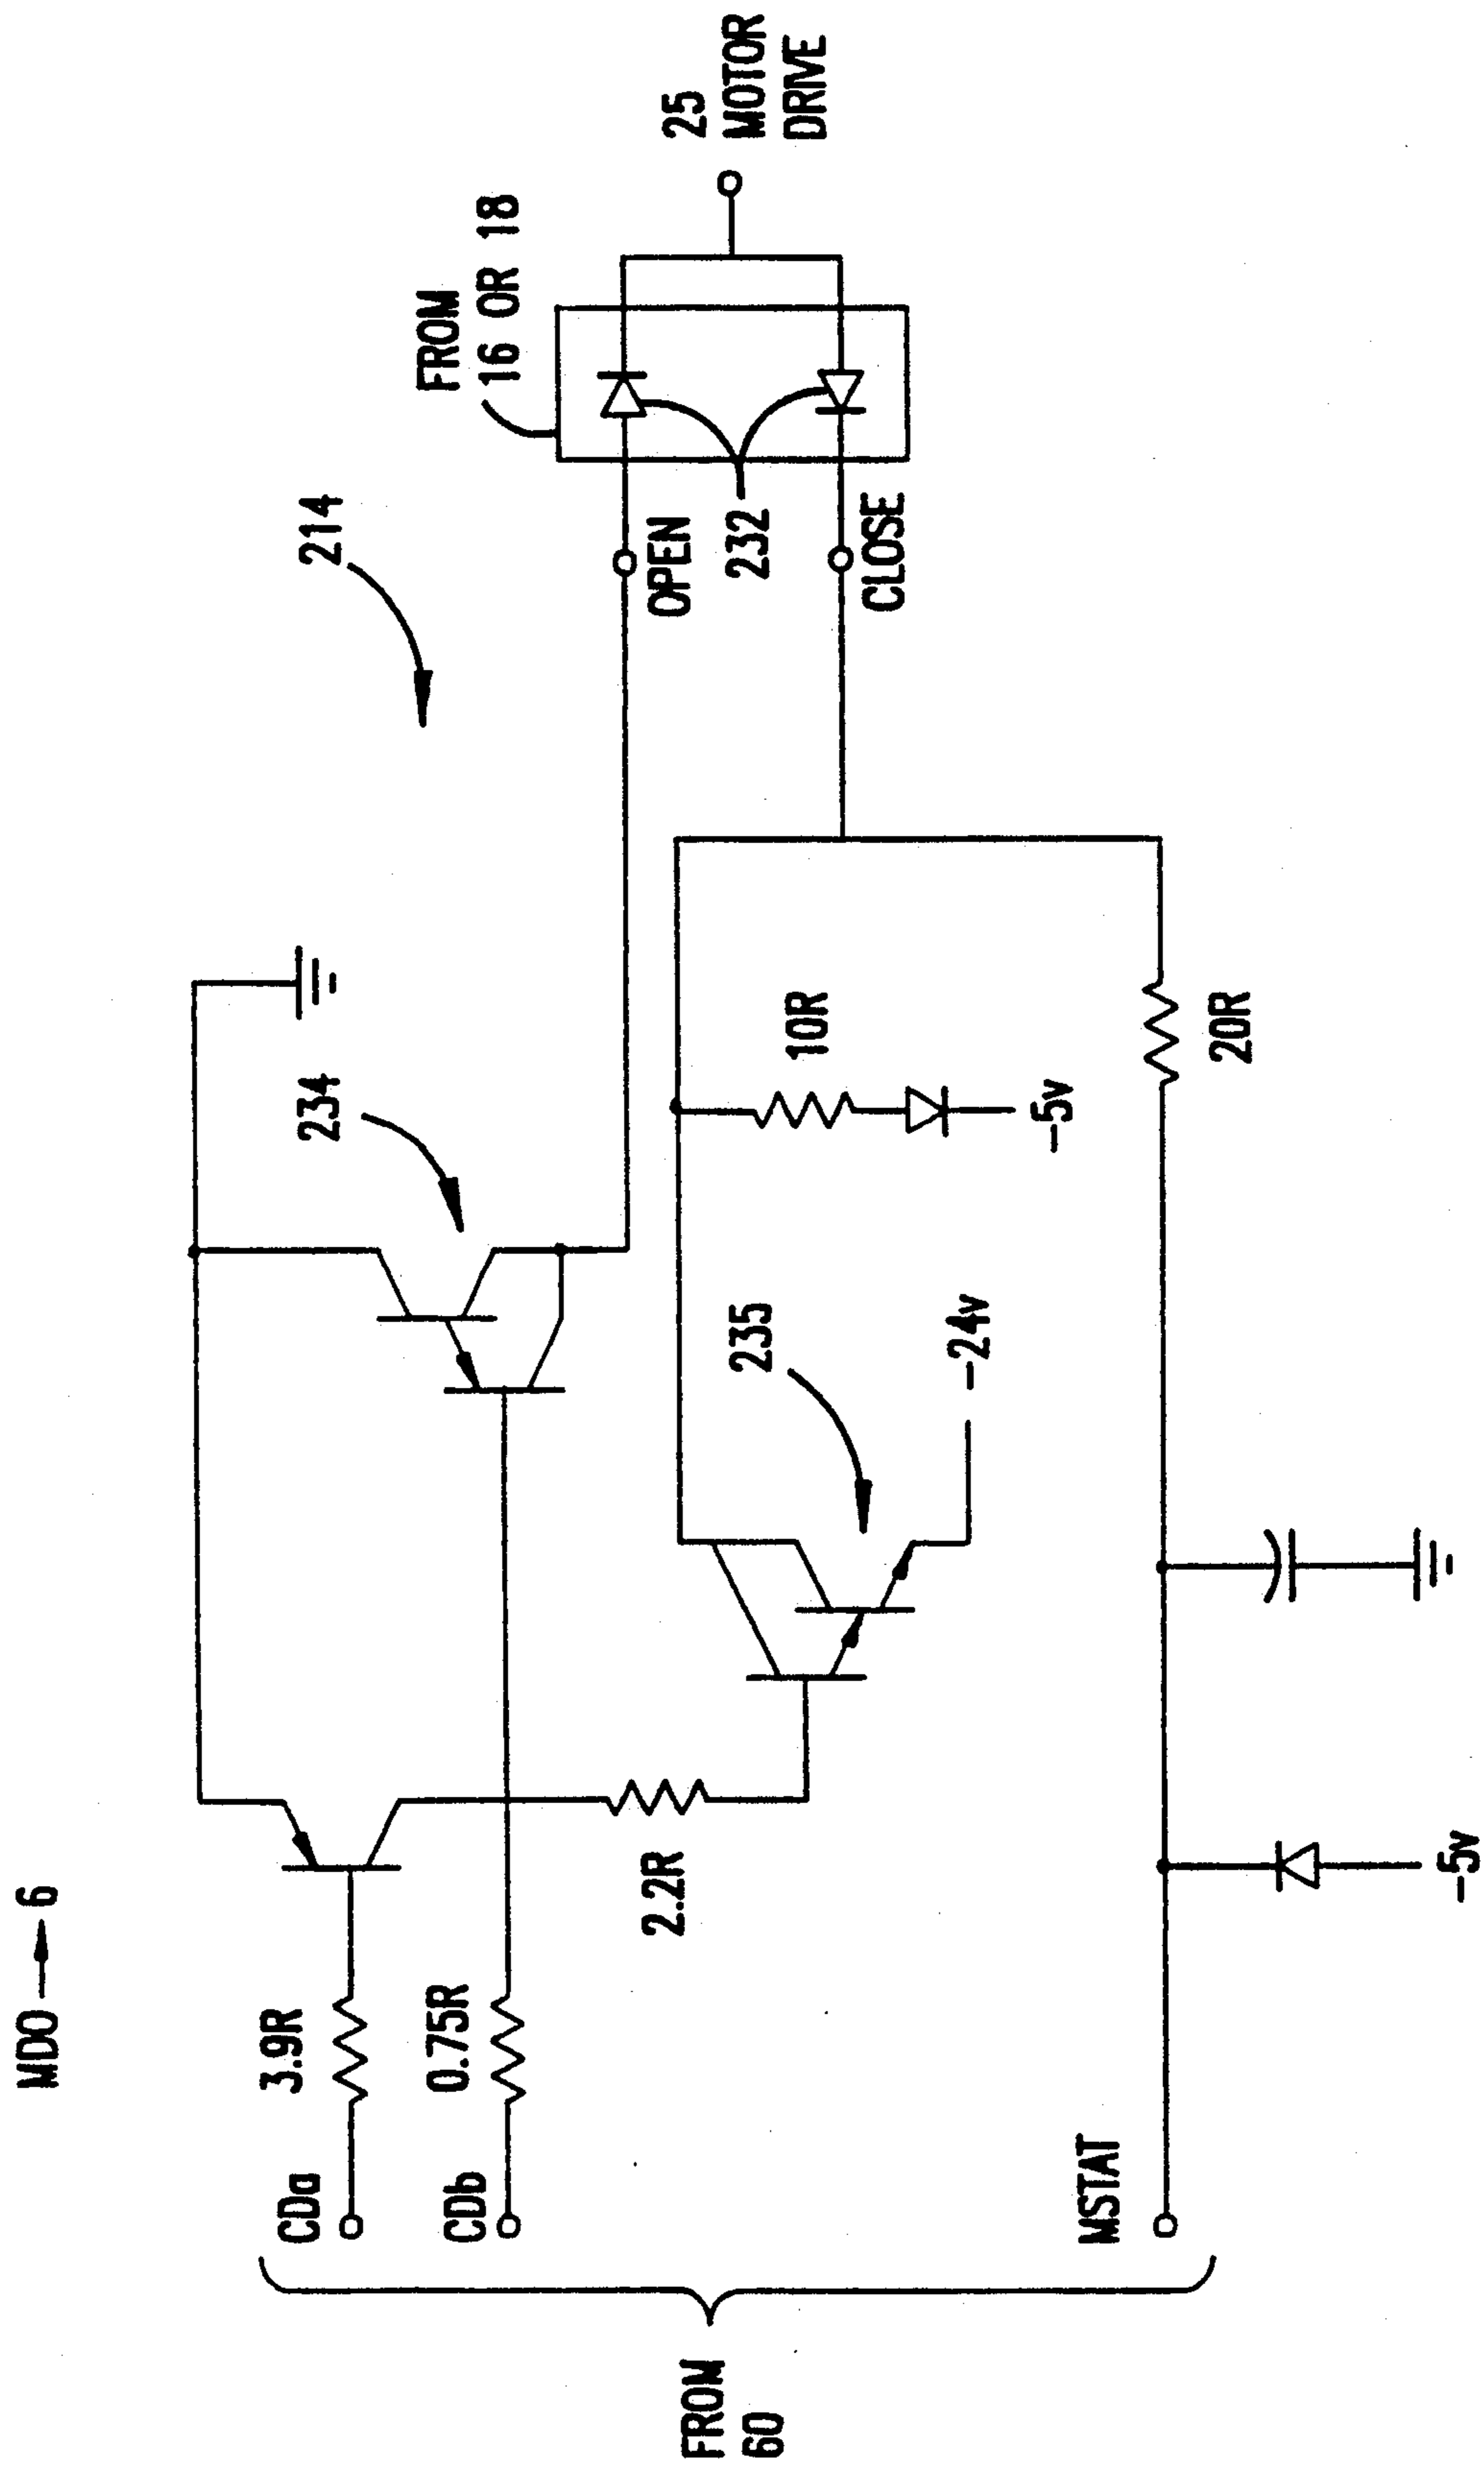 MDO 6
CDa
3.9R
CDb
0.75R
2.2R
MSTAT
FROM
60
-5v
234
235
-24v
10R
-5v
20R
214
OPEN
232
CLOSE
FROM
16 OR 18
25
MOTOR
DRIVE